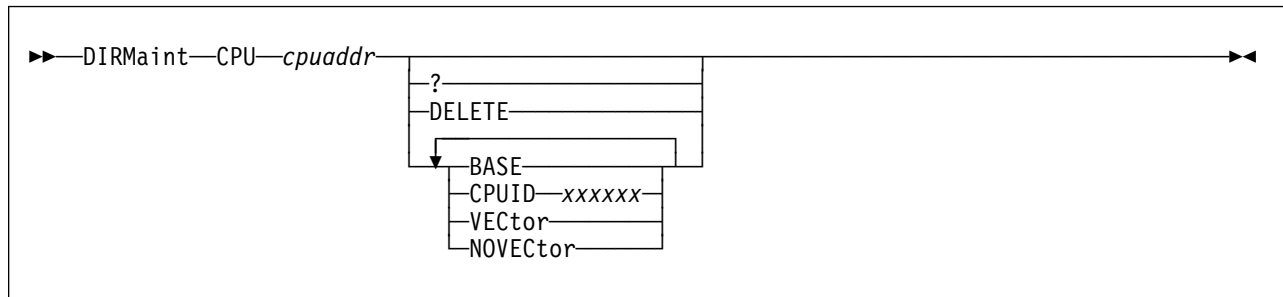 DIRMaint CPU cpuaddr
?
DELETE
BASE
CPUID xxxxxx
VECtor
NOVECtor